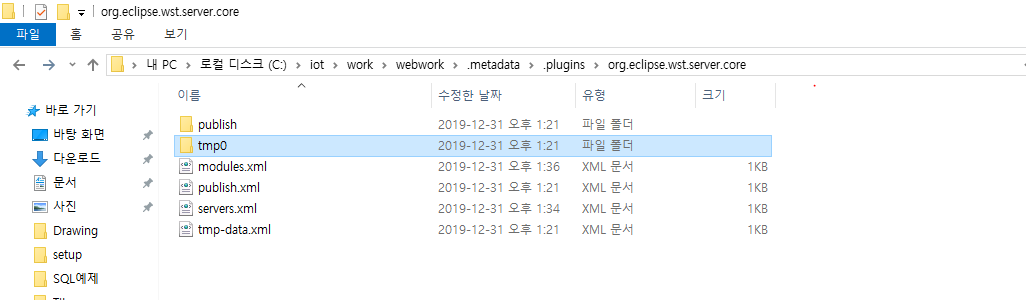 org.eclipse.wst.server.core
파일 홈 공유 보기
내 PC 로컬 디스크 (C:) iot work webwork .metadata .plugins org.eclipse.wst.server.core
이름 수정한 날짜 유형 크기
바로 가기
바탕 화면
다운로드
문서
사진
Drawing
setup
SQL예제
publish 2019-12-31 오후 1:21 파일 폴더
tmp0 2019-12-31 오후 1:21 파일 폴더
modules.xml 2019-12-31 오후 1:36 XML 문서 1KB
publish.xml 2019-12-31 오후 1:21 XML 문서 1KB
servers.xml 2019-12-31 오후 1:34 XML 문서 1KB
tmp-data.xml 2019-12-31 오후 1:21 XML 문서 1KB